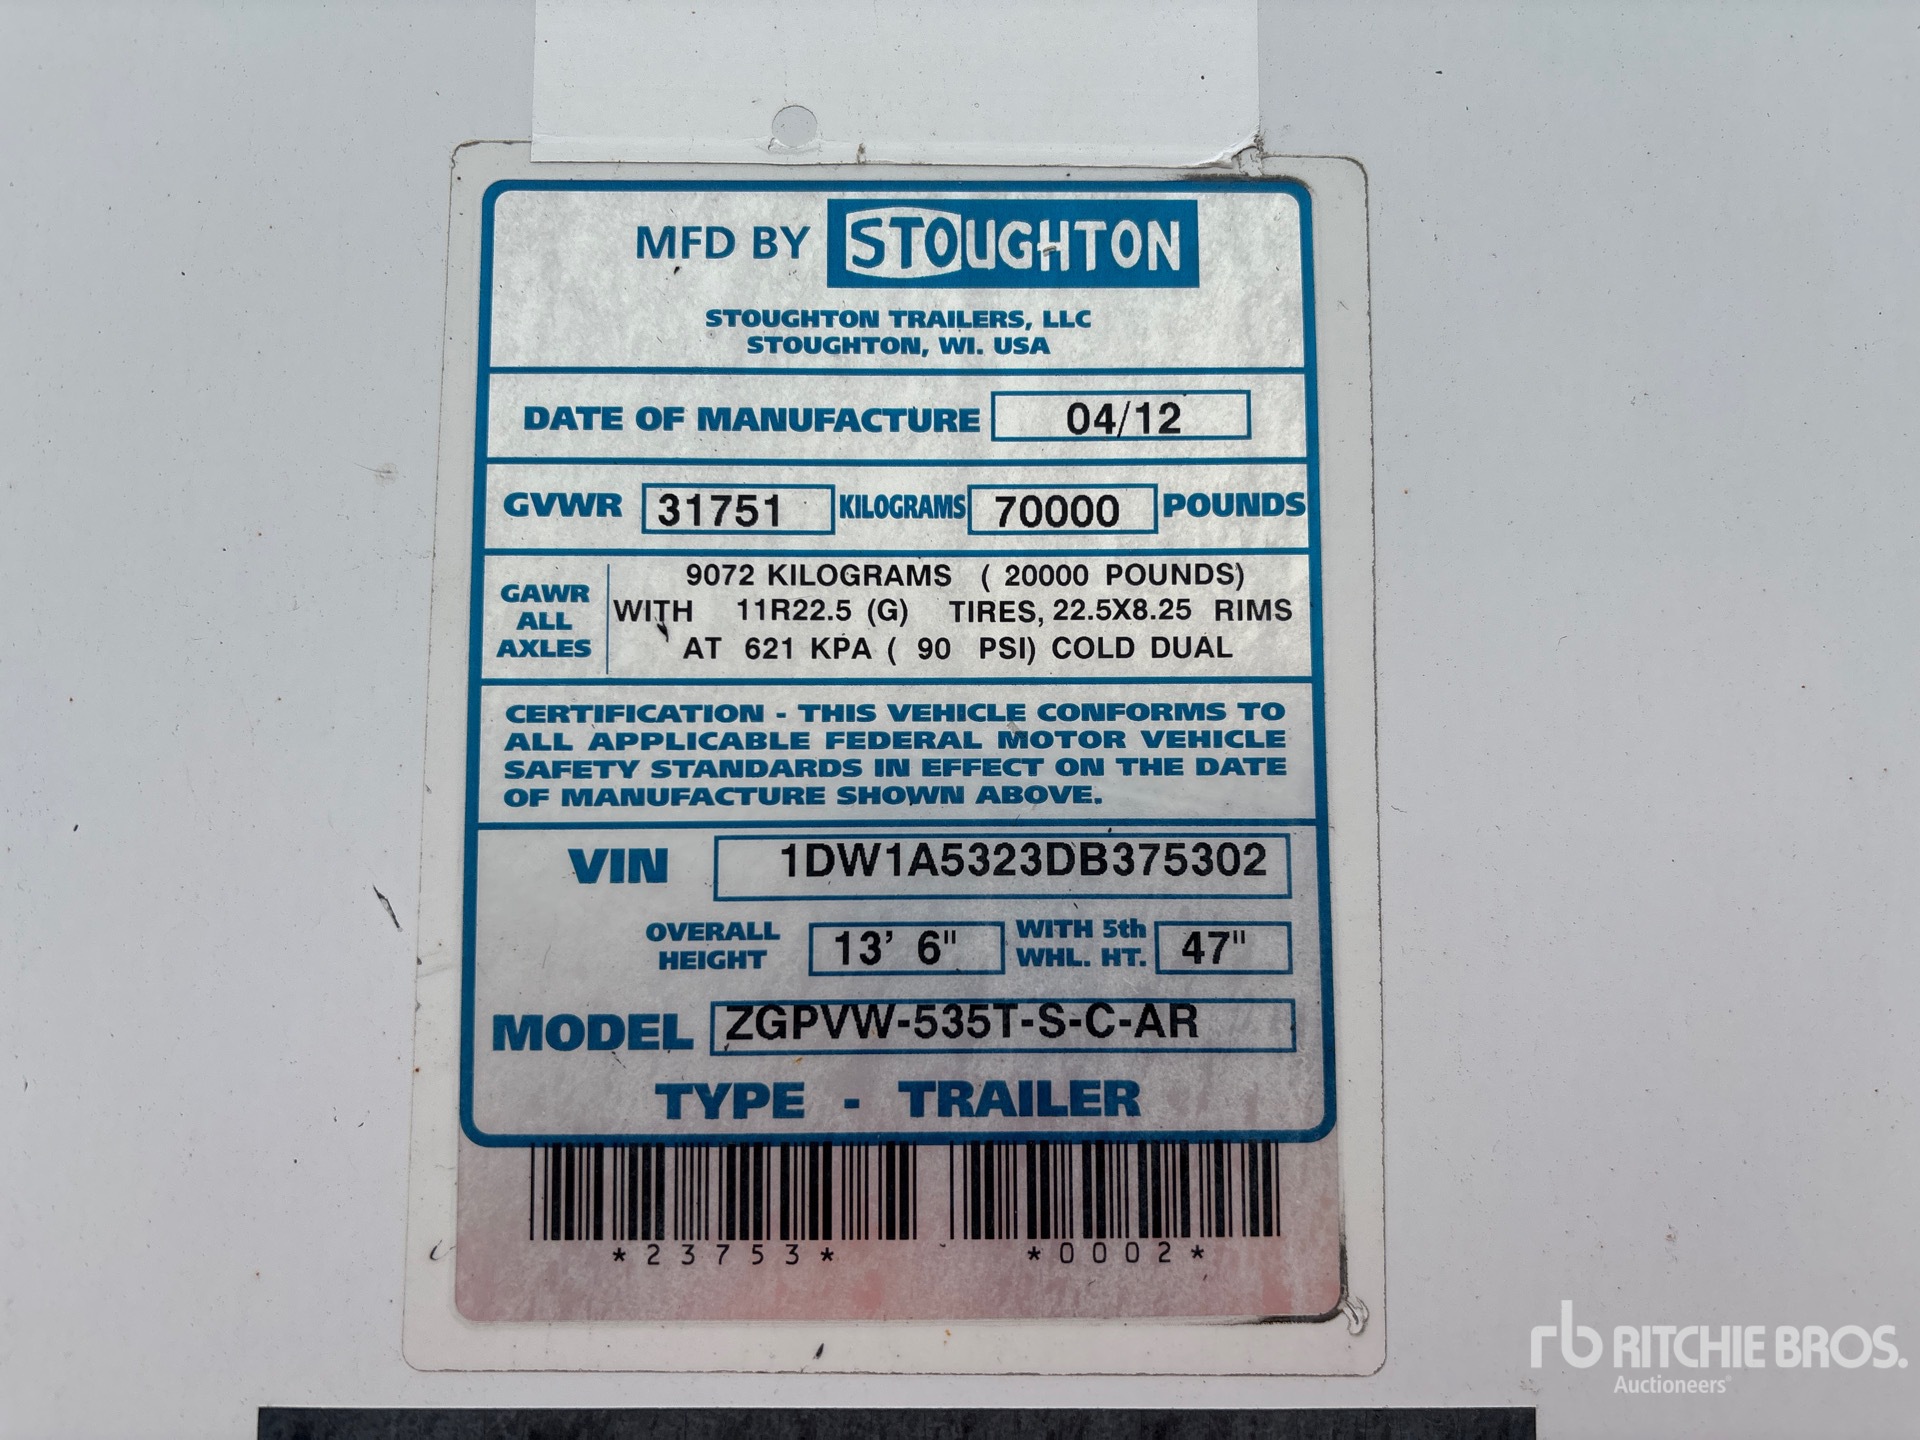 MFD BY STOUGHTON
STOUGHTON TRAILERS, LLC
STOUGHTON, WI. USA
DATE OF MANUFACTURE 04/12
GVWR 31751 KILOGRAMS 70000 POUNDS
GAWR ALL AXLES
9072 KILOGRAMS ( 20000 POUNDS)
WITH 11R22.5 (G) TIRES, 22.5X8.25 RIMS
AT 621 KPA ( 90 PSI) COLD DUAL
CERTIFICATION - THIS VEHICLE CONFORMS TO
ALL APPLICABLE FEDERAL MOTOR VEHICLE
SAFETY STANDARDS IN EFFECT ON THE DATE
OF MANUFACTURE SHOWN ABOVE.
VIN 1DW1A5323DB375302
OVERALL HEIGHT 13' 6" WITH 5th WHL. HT. 47"
MODEL ZGPVW-535T-S-C-AR
TYPE - TRAILER
*23753* *0002*
rb RITCHIE BROS.
Auctioneers